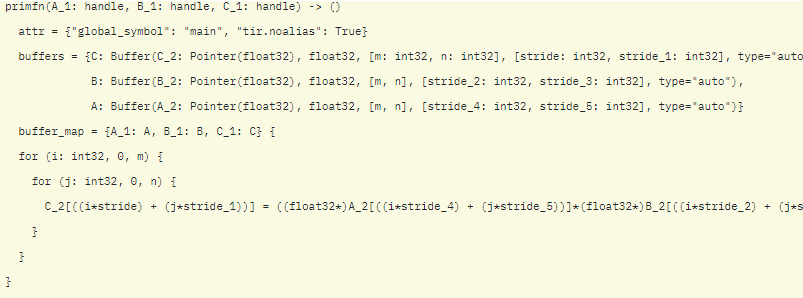 primfn(A_1: handle, B_1: handle, C_1: handle) -> ()
  attr = {"global_symbol": "main", "tir.noalias": True}
  buffers = {C: Buffer(C_2: Pointer(float32), float32, [m: int32, n: int32], [stride: int32, stride_1: int32], type="auto
             B: Buffer(B_2: Pointer(float32), float32, [m, n], [stride_2: int32, stride_3: int32], type="auto"),
             A: Buffer(A_2: Pointer(float32), float32, [m, n], [stride_4: int32, stride_5: int32], type="auto")}
  buffer_map = {A_1: A, B_1: B, C_1: C} {
  for (i: int32, 0, m) {
    for (j: int32, 0, n) {
      C_2[((i*stride) + (j*stride_1))] = ((float32*)A_2[((i*stride_4) + (j*stride_5))]*(float32*)B_2[((i*stride_2) + (j*s
    }
  }
}